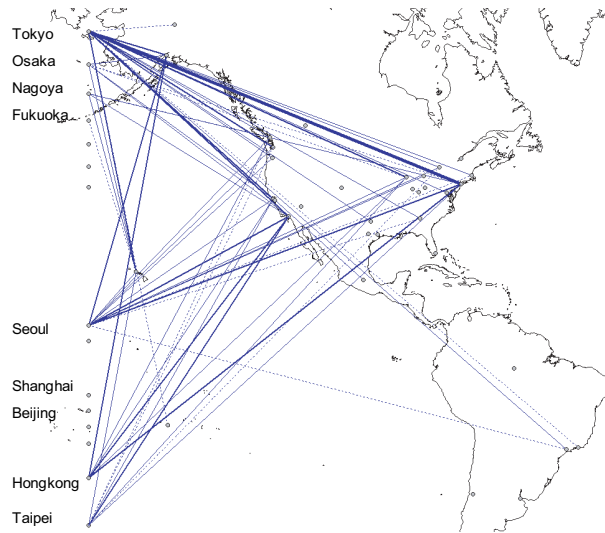 Tokyo
Osaka
Nagoya
Fukuoka
Seoul
Shanghai
Beijing
Hongkong
Taipei